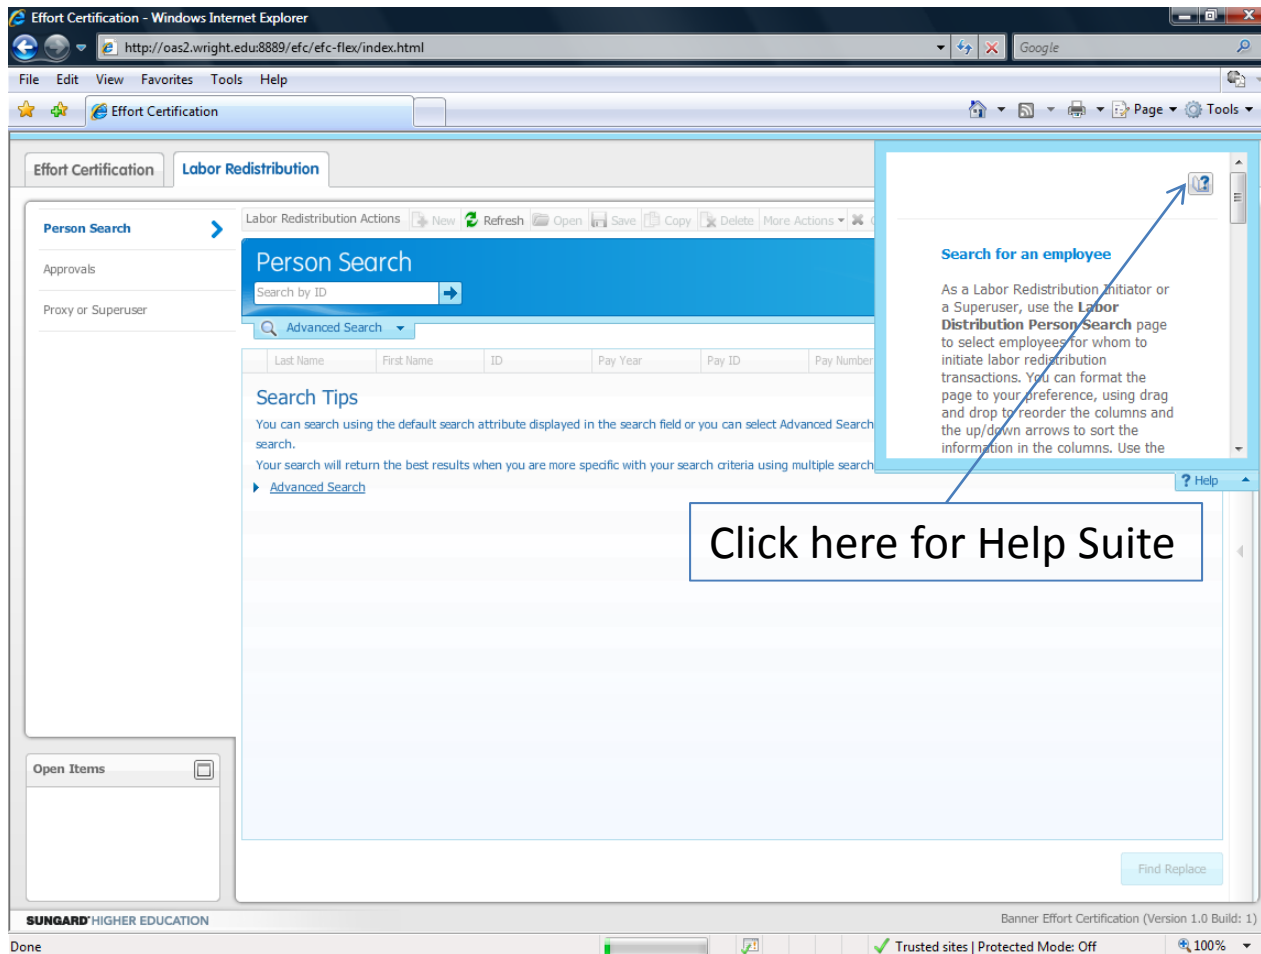 Effort Certification - Windows Internet Explorer
http://oas2.wright.edu:8889/efc/efc-flex/index.html
Google
File Edit View Favorites Tools Help
Effort Certification
Page Tools
Effort Certification Labor Redistribution
Person Search
Approvals
Proxy or Superuser
Labor Redistribution Actions New Refresh Open Save Copy Delete More Actions
Person Search
Search by ID
Advanced Search
Last Name First Name ID Pay Year Pay ID Pay Number
Search Tips
You can search using the default search attribute displayed in the search field or you can select Advanced Search
search.
Your search will return the best results when you are more specific with your search criteria using multiple search
Advanced Search
Search for an employee
As a Labor Redistribution Initiator or
a Superuser, use the Labor
Distribution Person Search page
to select employees for whom to
initiate labor redistribution
transactions. You can format the
page to your preference, using drag
and drop to reorder the columns and
the up/down arrows to sort the
information in the columns. Use the
? Help
Click here for Help Suite
Open Items
Find Replace
SUNGARD HIGHER EDUCATION
Banner Effort Certification (Version 1.0 Build: 1)
Done
Trusted sites | Protected Mode: Off
100%